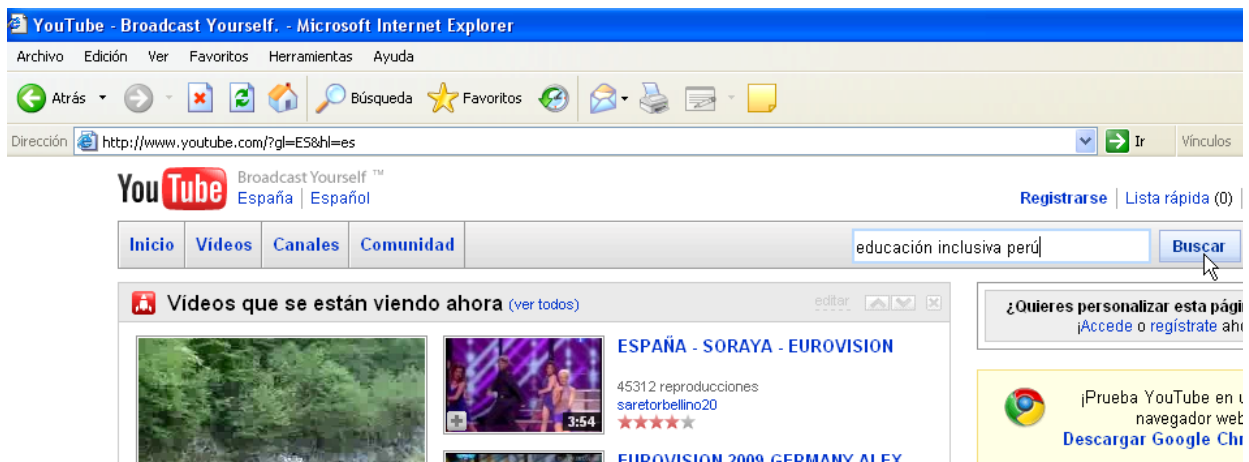 YouTube - Broadcast Yourself. - Microsoft Internet Explorer
Archivo Edición Ver Favoritos Herramientas Ayuda
Atrás Búsqueda Favoritos
Dirección http://www.youtube.com/?gl=ES&hl=es Ir Vínculos
YouTube Broadcast Yourself ™
España | Español
Registrarse | Lista rápida (0) |
Inicio Vídeos Canales Comunidad educación inclusiva perú Buscar
Vídeos que se están viendo ahora (ver todos) editar
¿Quieres personalizar esta
¡Accede o regístrate
ESPAÑA - SORAYA - EUROVISION
45312 reproducciones
saretorbellino20
3:54
¡Prueba YouTube en
navegador web
Descargar Google
EUROVISION 2009 GERMANY ALEX